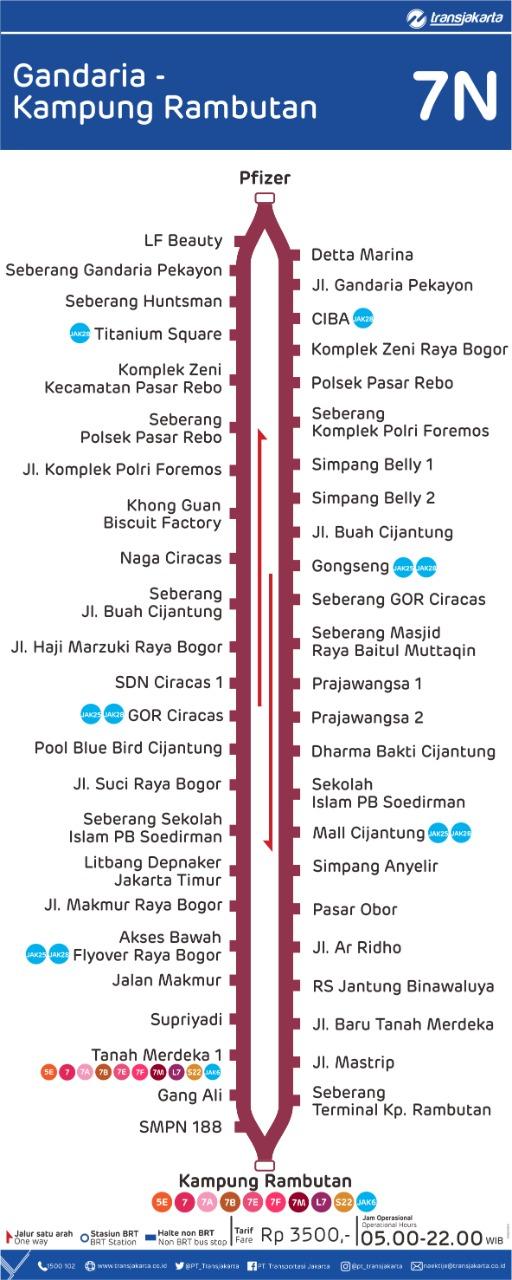 transjakarta
Gandaria -
Kampung Rambutan
7N
Pfizer
LF Beauty
Seberang Gandaria Pekayon
Seberang Huntsman
JAK28 Titanium Square
Komplek Zeni
Kecamatan Pasar Rebo
Seberang
Polsek Pasar Rebo
Jl. Komplek Polri Foremos
Khong Guan
Biscuit Factory
Naga Ciracas
Seberang
Jl. Buah Cijantung
Jl. Haji Marzuki Raya Bogor
SDN Ciracas 1
JAK25 JAK28 GOR Ciracas
Pool Blue Bird Cijantung
Jl. Suci Raya Bogor
Seberang Sekolah
Islam PB Soedirman
Litbang Depnaker
Jakarta Timur
Jl. Makmur Raya Bogor
Akses Bawah
JAK25 JAK28 Flyover Raya Bogor
Jalan Makmur
Supriyadi
Tanah Merdeka 1
5E 7 7A 7B 7E 7F 7M L7 S22 JAK6
Gang Ali
SMPN 188
Detta Marina
Jl. Gandaria Pekayon
CIBA JAK28
Komplek Zeni Raya Bogor
Polsek Pasar Rebo
Seberang
Komplek Polri Foremos
Simpang Belly 1
Simpang Belly 2
Jl. Buah Cijantung
Gongseng JAK25 JAK28
Seberang GOR Ciracas
Seberang Masjid
Raya Baitul Muttaqin
Prajawangsa 1
Prajawangsa 2
Dharma Bakti Cijantung
Sekolah
Islam PB Soedirman
Mall Cijantung JAK25 JAK28
Simpang Anyelir
Pasar Obor
Jl. Ar Ridho
RS Jantung Binawaluya
Jl. Baru Tanah Merdeka
Jl. Mastrip
Seberang
Terminal Kp. Rambutan
Kampung Rambutan
5E 7 7A 7B 7E 7F 7M L7 S22 JAK6
Jalur satu arah
One way
Stasiun BRT
BRT Station
Halte non BRT
Non BRT bus stop
Tarif
Fare
Rp 3500,-
Jam Operasional
Operational Hours
05.00-22.00 WIB
1500 102
www.transjakarta.co.id
@PT_Transjakarta
PT Transportasi Jakarta
@pt_transjakarta
naektije@transjakarta.co.id